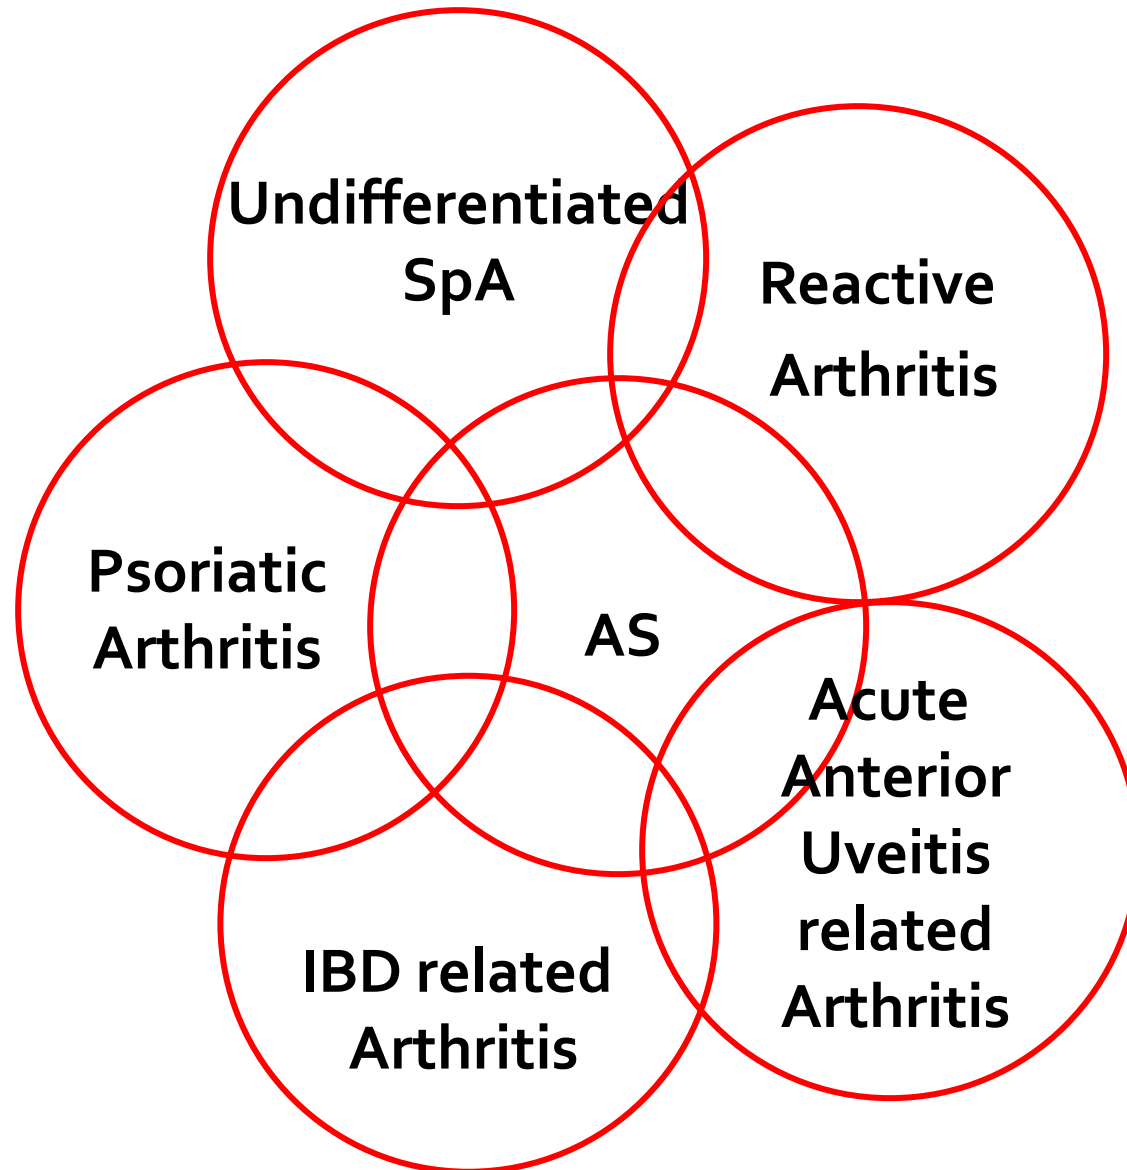 Undifferentiated
SpA
Reactive
Arthritis
Psoriatic
Arthritis
AS
Acute
Anterior
Uveitis
related
Arthritis
IBD related
Arthritis